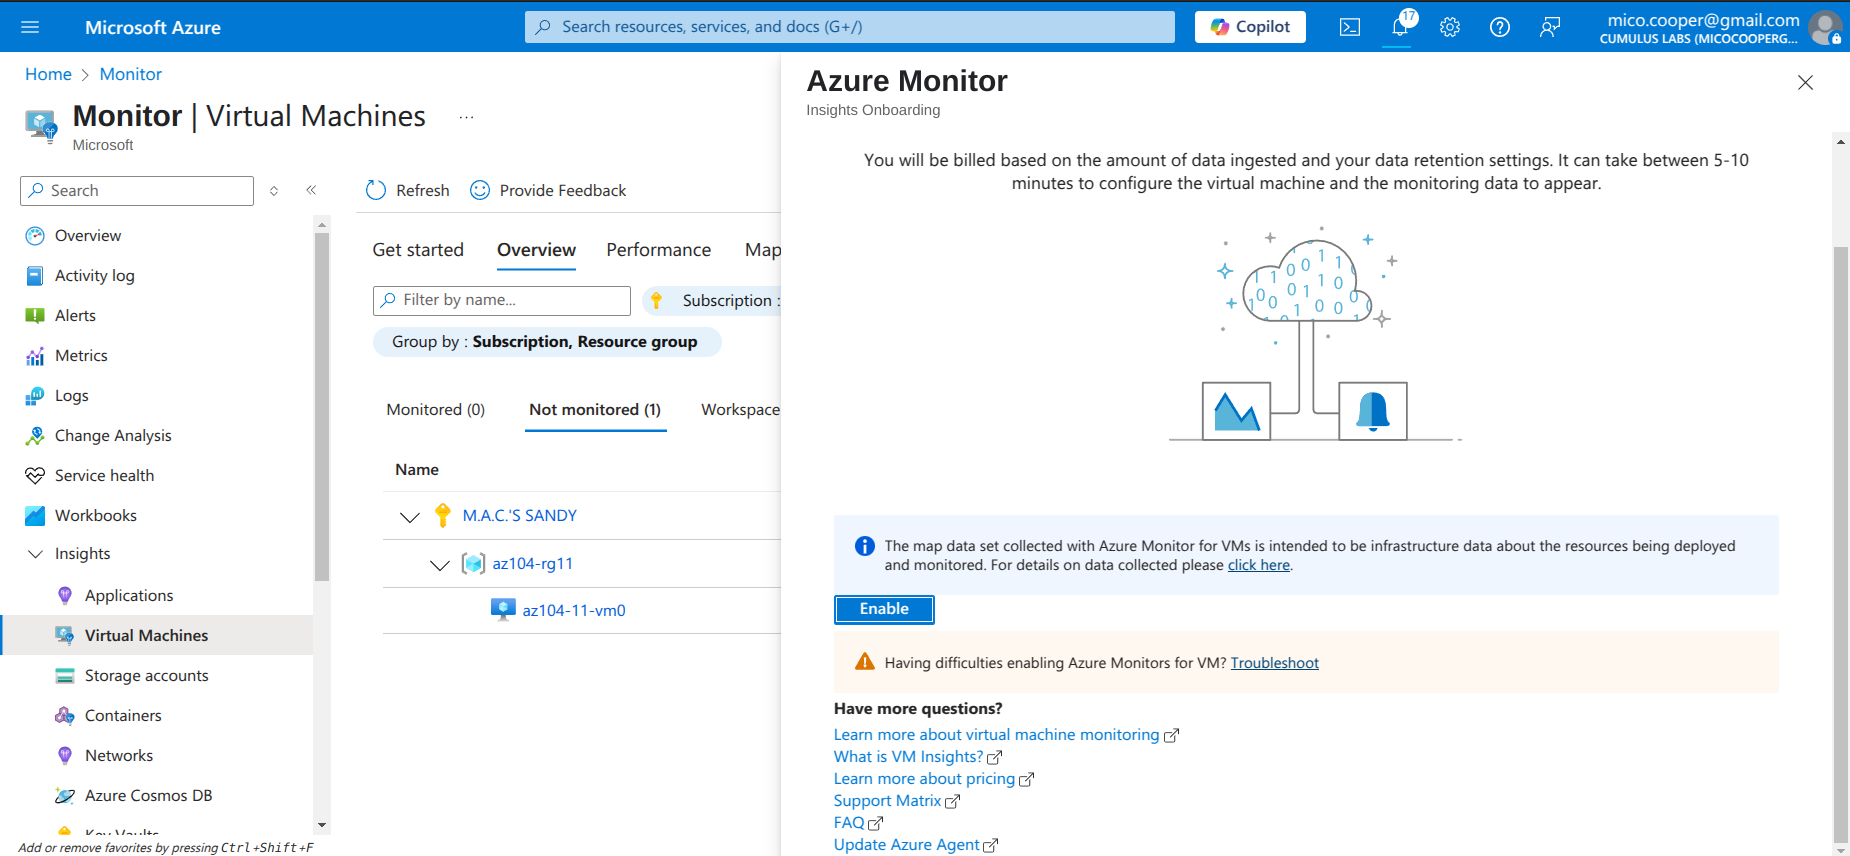 Microsoft Azure
Search resources, services, and docs (G+/)
Copilot
17
mico.cooper@gmail.com
CUMULUS LABS (MICOCOOPERG...
Home > Monitor
Monitor | Virtual Machines ...
Microsoft
Search
Overview
Activity log
Alerts
Metrics
Logs
Change Analysis
Service health
Workbooks
Insights
Applications
Virtual Machines
Storage accounts
Containers
Networks
Azure Cosmos DB
Key Vaults
Add or remove favorites by pressing Ctrl+Shift+F
Refresh
Provide Feedback
Get started
Overview
Performance
Map
Filter by name...
Subscription :
Group by : Subscription, Resource group
Monitored (0)
Not monitored (1)
Workspace
Name
M.A.C.'S SANDY
az104-rg11
az104-11-vm0
Azure Monitor
Insights Onboarding
You will be billed based on the amount of data ingested and your data retention settings. It can take between 5-10
minutes to configure the virtual machine and the monitoring data to appear.
The map data set collected with Azure Monitor for VMs is intended to be infrastructure data about the resources being deployed
and monitored. For details on data collected please click here.
Enable
Having difficulties enabling Azure Monitors for VM? Troubleshoot
Have more questions?
Learn more about virtual machine monitoring
What is VM Insights?
Learn more about pricing
Support Matrix
FAQ
Update Azure Agent